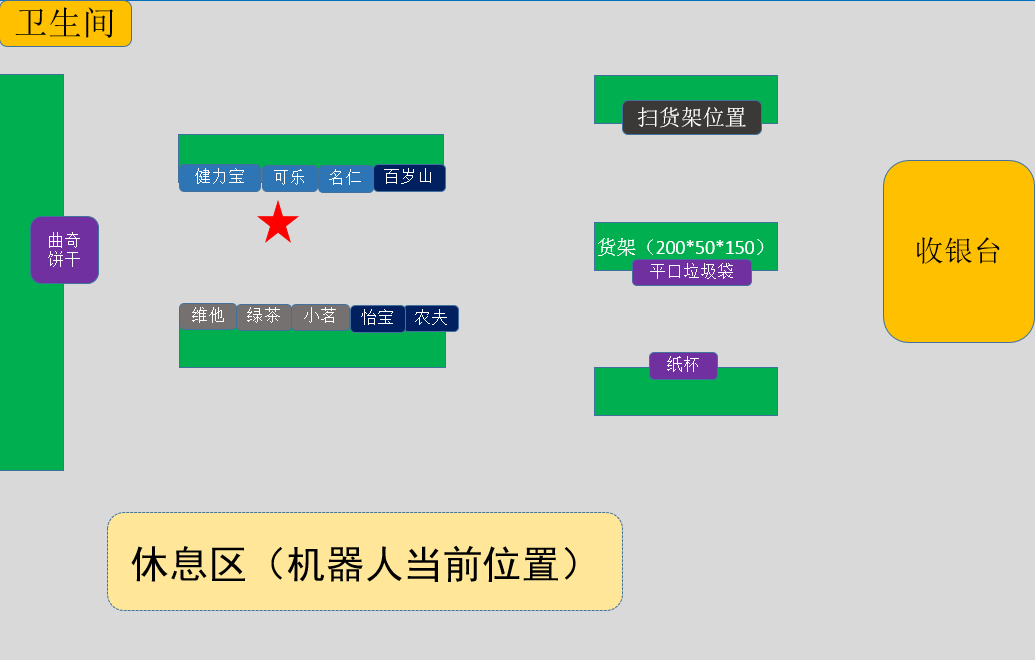 卫生间
扫货架位置
健力宝
可乐
名仁
百岁山
曲奇
饼干
货架（200*50*150）
平口垃圾袋
收银台
维他
绿茶
小茗
怡宝
农夫
纸杯
休息区（机器人当前位置）